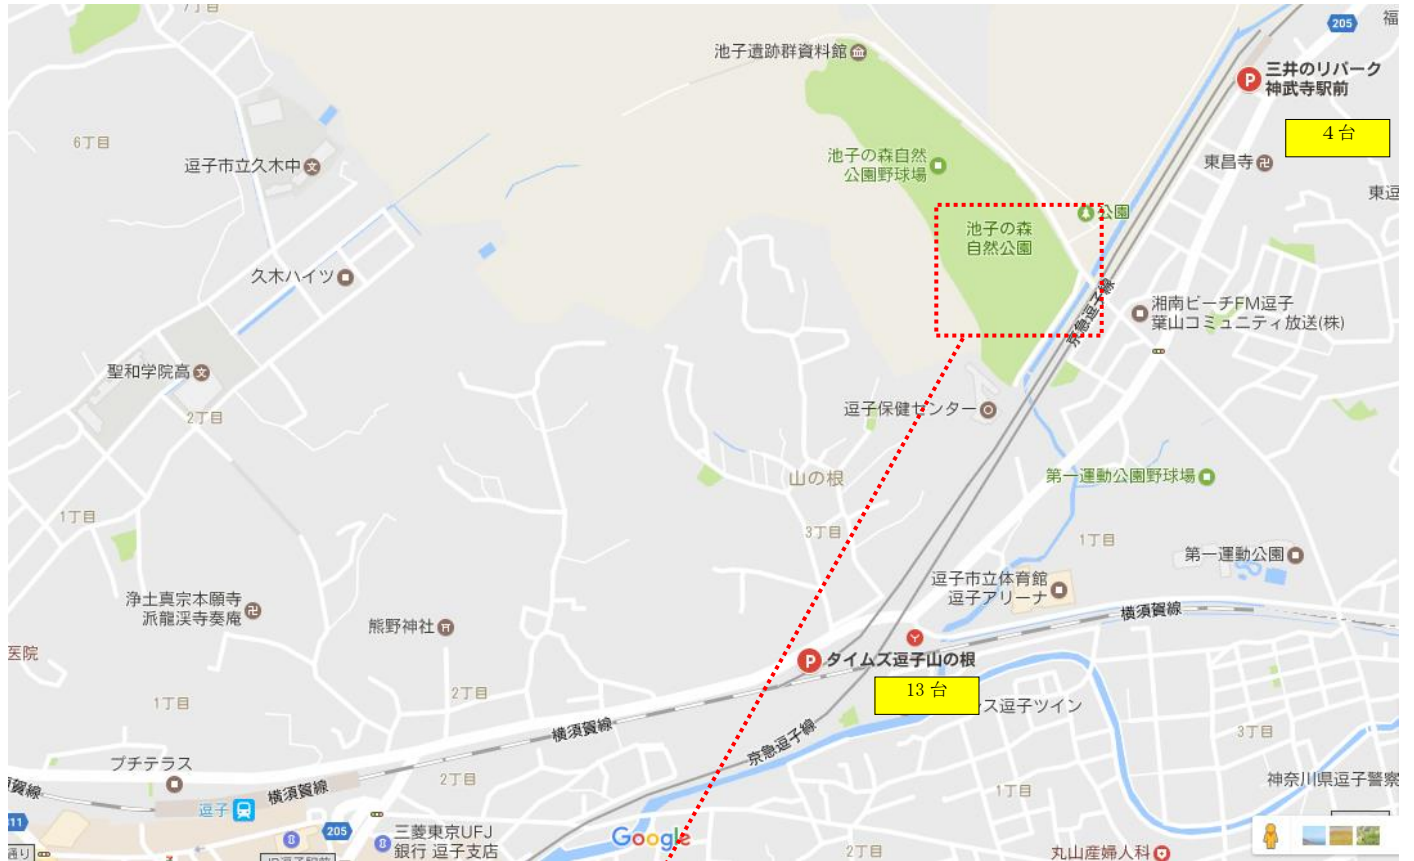 7丁目
205
福
池子遺跡群資料館
三井のリパーク
神武寺駅前
4台
6丁目
逗子市立久木中
池子の森自然
公園野球場
東昌寺
東逗
公園
池子の森
自然公園
久木ハイツ
京急逗子線
湘南ビーチFM逗子
葉山コミュニティ放送(株)
聖和学院高
2丁目
逗子保健センター
山の根
第一運動公園野球場
1丁目
3丁目
1丁目
第一運動公園
逗子市立体育館
逗子アリーナ
浄土真宗本願寺
派龍渓寺奏庵
熊野神社
横須賀線
医院
タイムズ逗子山の根
13台
ス逗子ツイン
1丁目
2丁目
横須賀線
京急逗子線
3丁目
プチテラス
2丁目
1丁目
神奈川県逗子警察
須賀線
横須賀線
逗子
311
205
三菱東京UFJ
銀行 逗子支店
Google
通り
JR逗子駅前
2丁目
丸山産婦人科